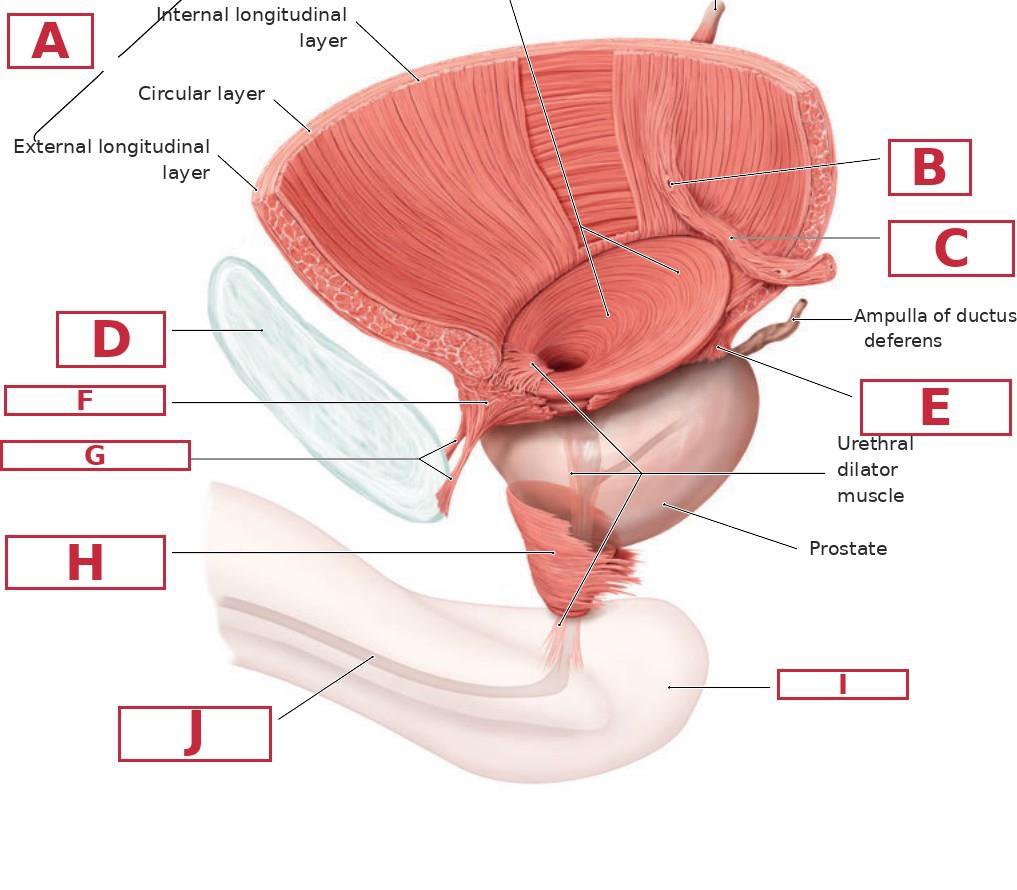 A
Internal longitudinal
layer
Circular layer
External longitudinal
layer
B
C
D
Ampulla of ductus
deferens
F
E
G
Urethral
dilator
muscle
H
Prostate
I
J